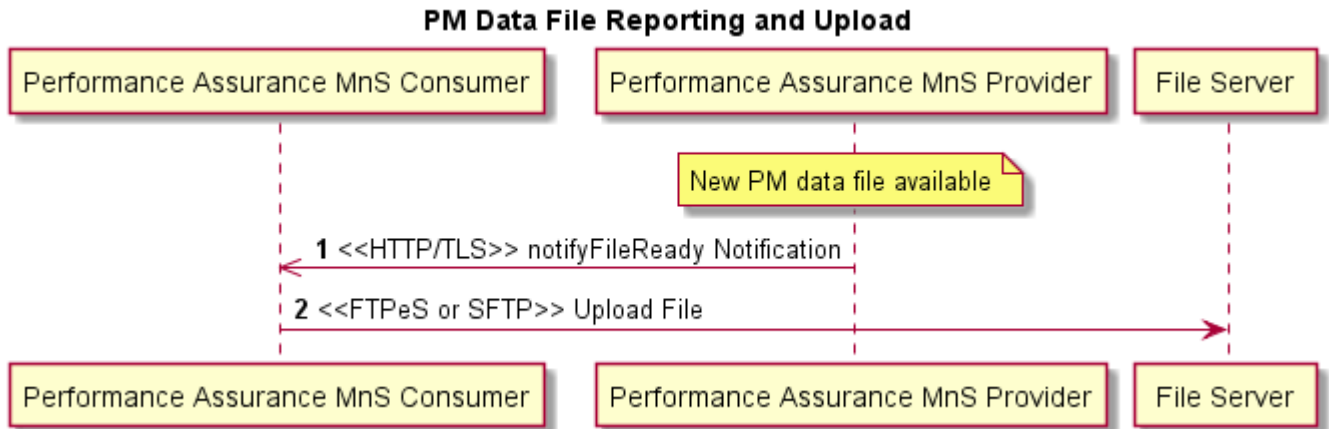 PM Data File Reporting and Upload
Performance Assurance MnS Consumer
Performance Assurance MnS Provider
File Server
New PM data file available
1 <<HTTP/TLS>> notifyFileReady Notification
2 <<FTPeS or SFTP>> Upload File
Performance Assurance MnS Consumer
Performance Assurance MnS Provider
File Server